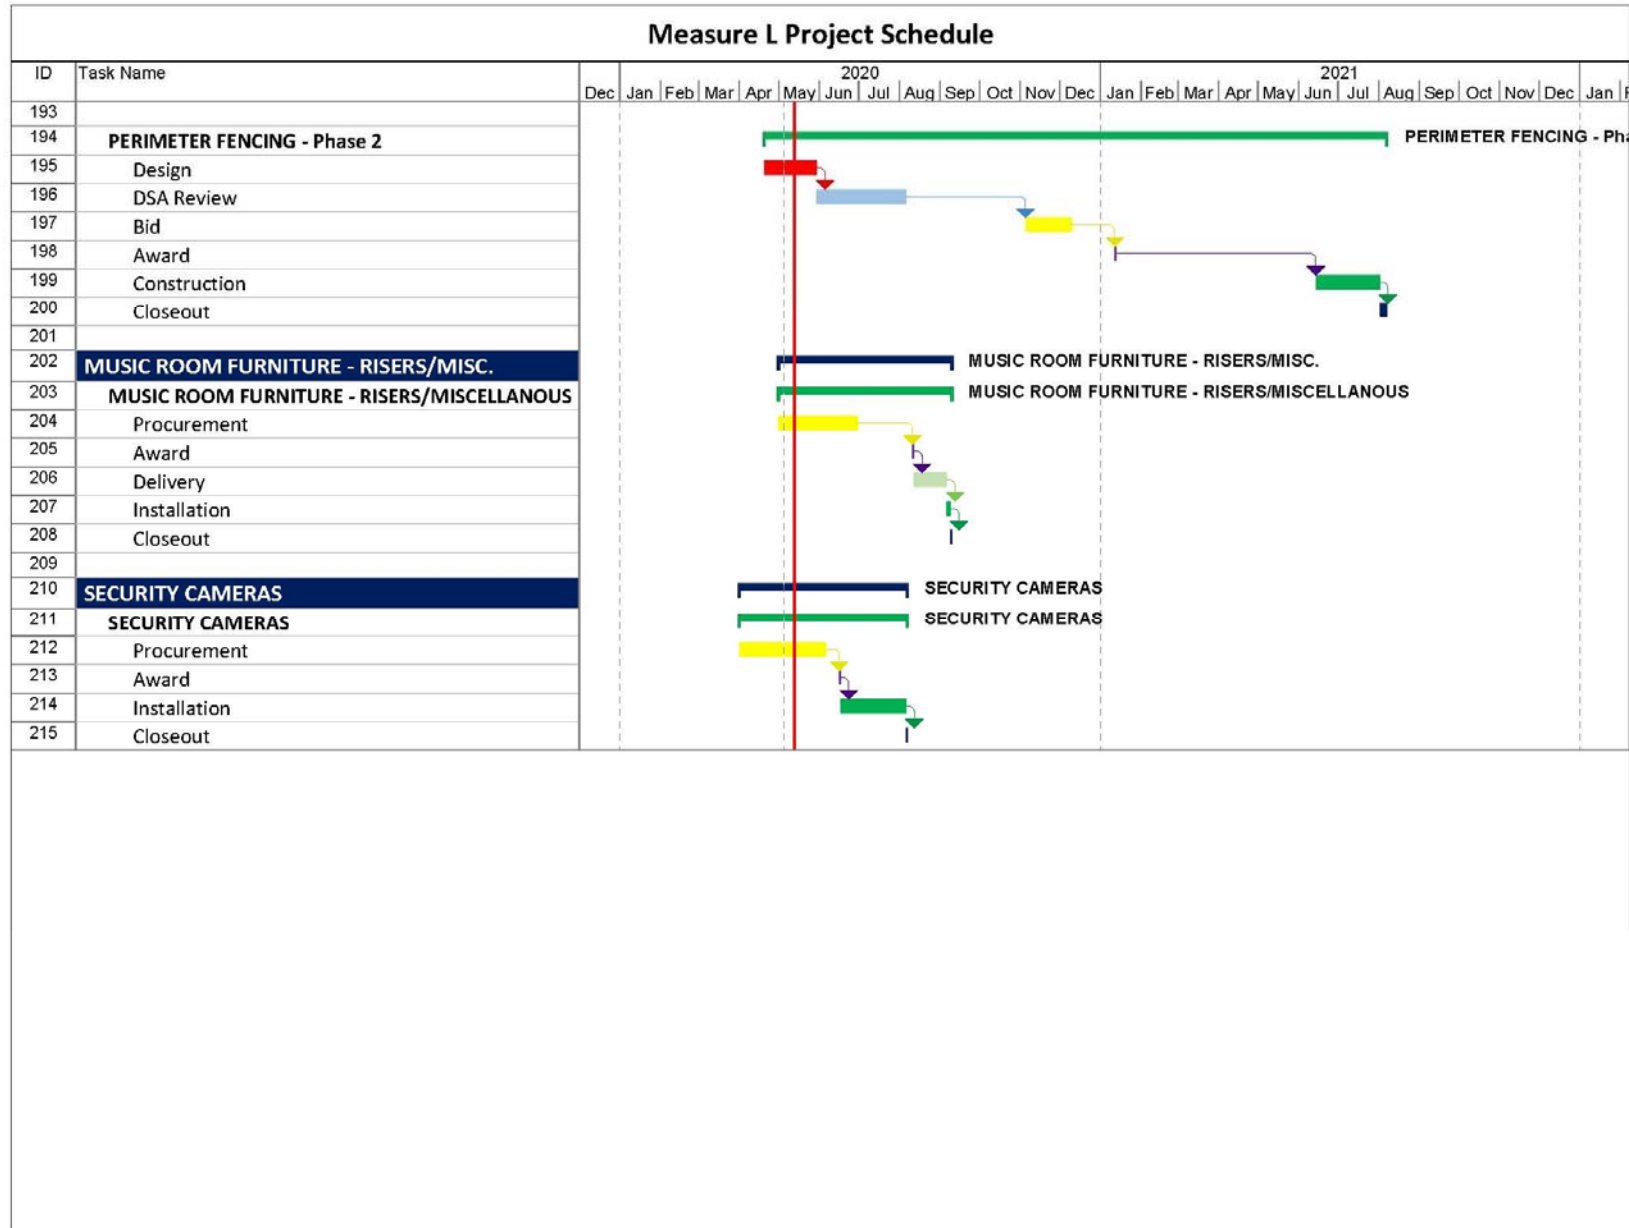 Measure L Project Schedule
ID Task Name 2020 2021
Dec Jan Feb Mar Apr May Jun Jul Aug Sep Oct Nov Dec Jan Feb Mar Apr May Jun Jul Aug Sep Oct Nov Dec Jan F
193
194 PERIMETER FENCING - Phase 2 PERIMETER FENCING - Pha
195 Design
196 DSA Review
197 Bid
198 Award
199 Construction
200 Closeout
201
202 MUSIC ROOM FURNITURE - RISERS/MISC. MUSIC ROOM FURNITURE - RISERS/MISC.
203 MUSIC ROOM FURNITURE - RISERS/MISCELLANOUS MUSIC ROOM FURNITURE - RISERS/MISCELLANOUS
204 Procurement
205 Award
206 Delivery
207 Installation
208 Closeout
209
210 SECURITY CAMERAS SECURITY CAMERAS
211 SECURITY CAMERAS SECURITY CAMERAS
212 Procurement
213 Award
214 Installation
215 Closeout